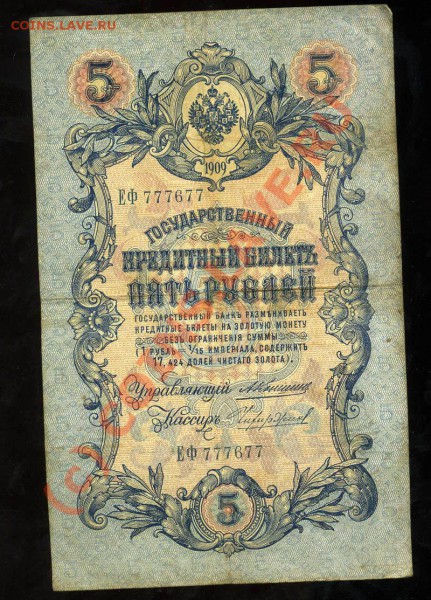 COINS.LAVE.RU
5 5
1909
ЕФ 777677
ГОСУДАРСТВЕННЫЙ
КРЕДИТНЫЙ БИЛЕТЪ
ПЯТЬ РУБЛЕЙ
ГОСУДАРСТВЕННЫЙ БАНКЪ РАЗМѢНИВАЕТЪ
КРЕДИТНЫЕ БИЛЕТЫ НА ЗОЛОТУЮ МОНЕТУ
БЕЗЪ ОГРАНИЧЕНІЯ СУММЫ
(1 РУБЛЬ = 1/15 ИМПЕРІАЛА, СОДЕРЖИТЪ
17,424 ДОЛЕЙ ЧИСТАГО ЗОЛОТА).
Управляющій
Кассиръ
ЕФ 777677
5